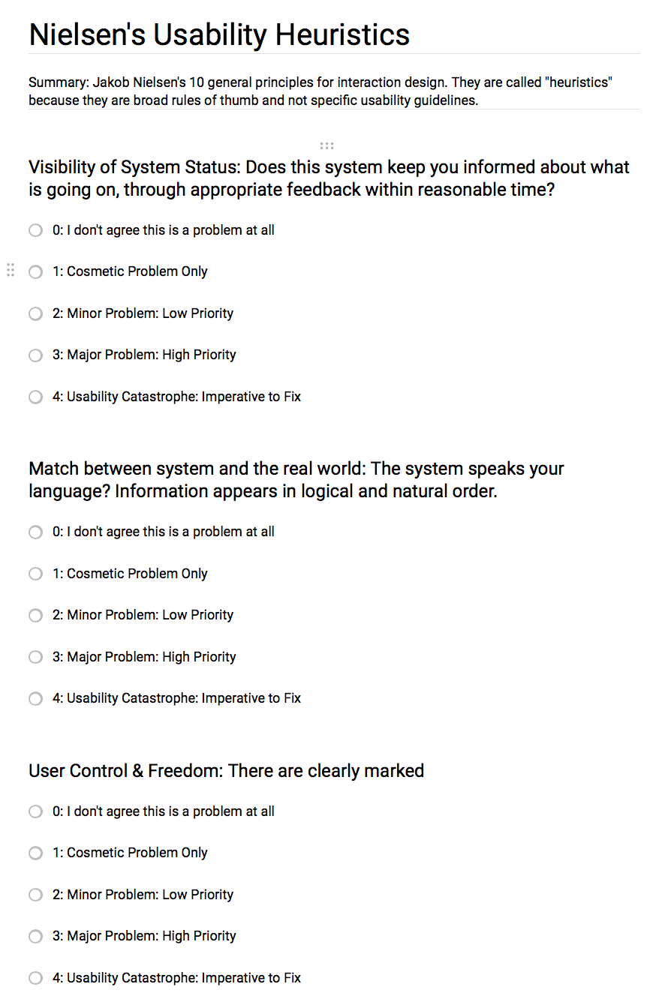 Nielsen's Usability Heuristics
Summary: Jakob Nielsen's 10 general principles for interaction design. They are called "heuristics"
because they are broad rules of thumb and not specific usability guidelines.
Visibility of System Status: Does this system keep you informed about what
is going on, through appropriate feedback within reasonable time?
0: I don't agree this is a problem at all
1: Cosmetic Problem Only
2: Minor Problem: Low Priority
3: Major Problem: High Priority
4: Usability Catastrophe: Imperative to Fix
Match between system and the real world: The system speaks your
language? Information appears in logical and natural order.
0: I don't agree this is a problem at all
1: Cosmetic Problem Only
2: Minor Problem: Low Priority
3: Major Problem: High Priority
4: Usability Catastrophe: Imperative to Fix
User Control & Freedom: There are clearly marked
0: I don't agree this is a problem at all
1: Cosmetic Problem Only
2: Minor Problem: Low Priority
3: Major Problem: High Priority
4: Usability Catastrophe: Imperative to Fix